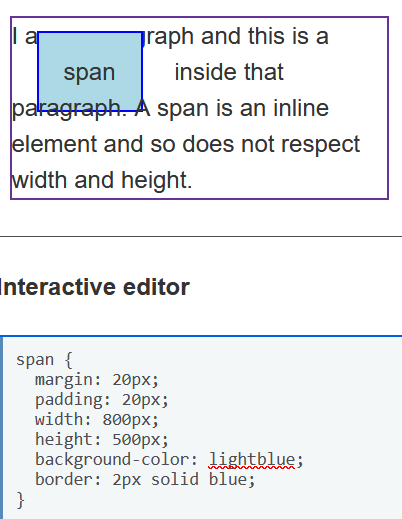 I a raph and this is a
span inside that
paragraph. A span is an inline
element and so does not respect
width and height.
Interactive editor
span {
margin: 20px;
padding: 20px;
width: 800px;
height: 500px;
background-color: lightblue;
border: 2px solid blue;
}